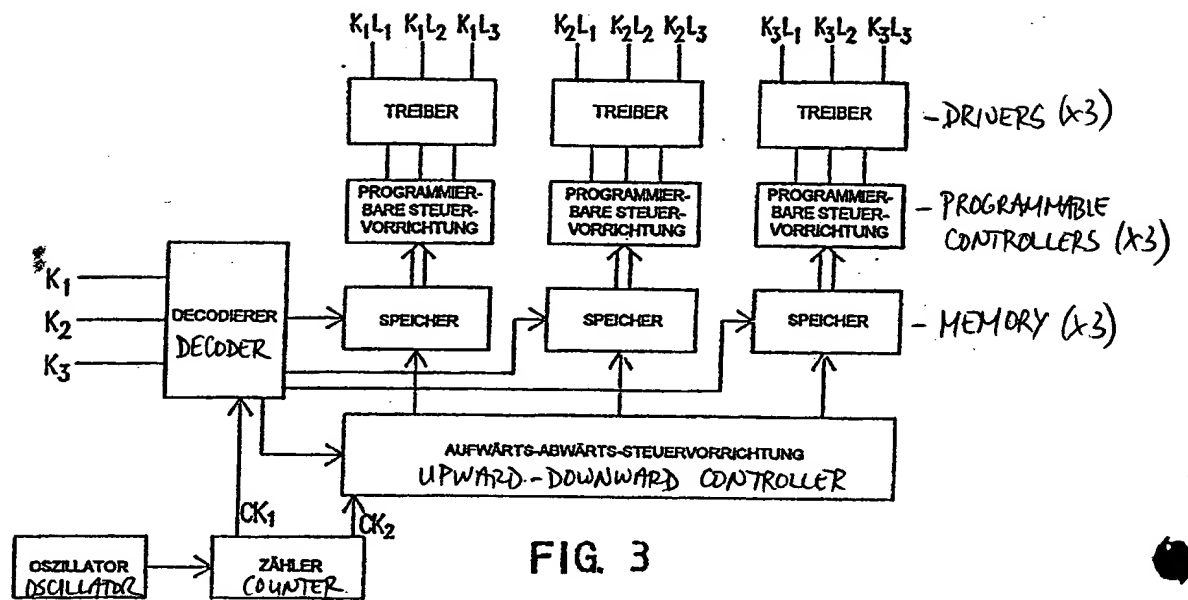 K₁L₁ K₁L₂ K₁L₃
K₂L₁ K₂L₂ K₂L₃
K₃L₁ K₃L₂ K₃L₃
TREIBER
TREIBER
TREIBER
- DRIVERS (x3)
PROGRAMMIER-
BARE STEUER-
VORRICHTUNG
PROGRAMMIER-
BARE STEUER-
VORRICHTUNG
PROGRAMMIER-
BARE STEUER-
VORRICHTUNG
- PROGRAMMABLE
CONTROLLERS (x3)
K₁
K₂
K₃
DECODIERER
DECODER
SPEICHER
SPEICHER
SPEICHER
- MEMORY (x3)
AUFWÄRTS-ABWÄRTS-STEUERVORRICHTUNG
UPWARD-DOWNWARD CONTROLLER
CK₁
CK₂
OSZILLATOR
OSCILLATOR
ZÄHLER
COUNTER
FIG. 3